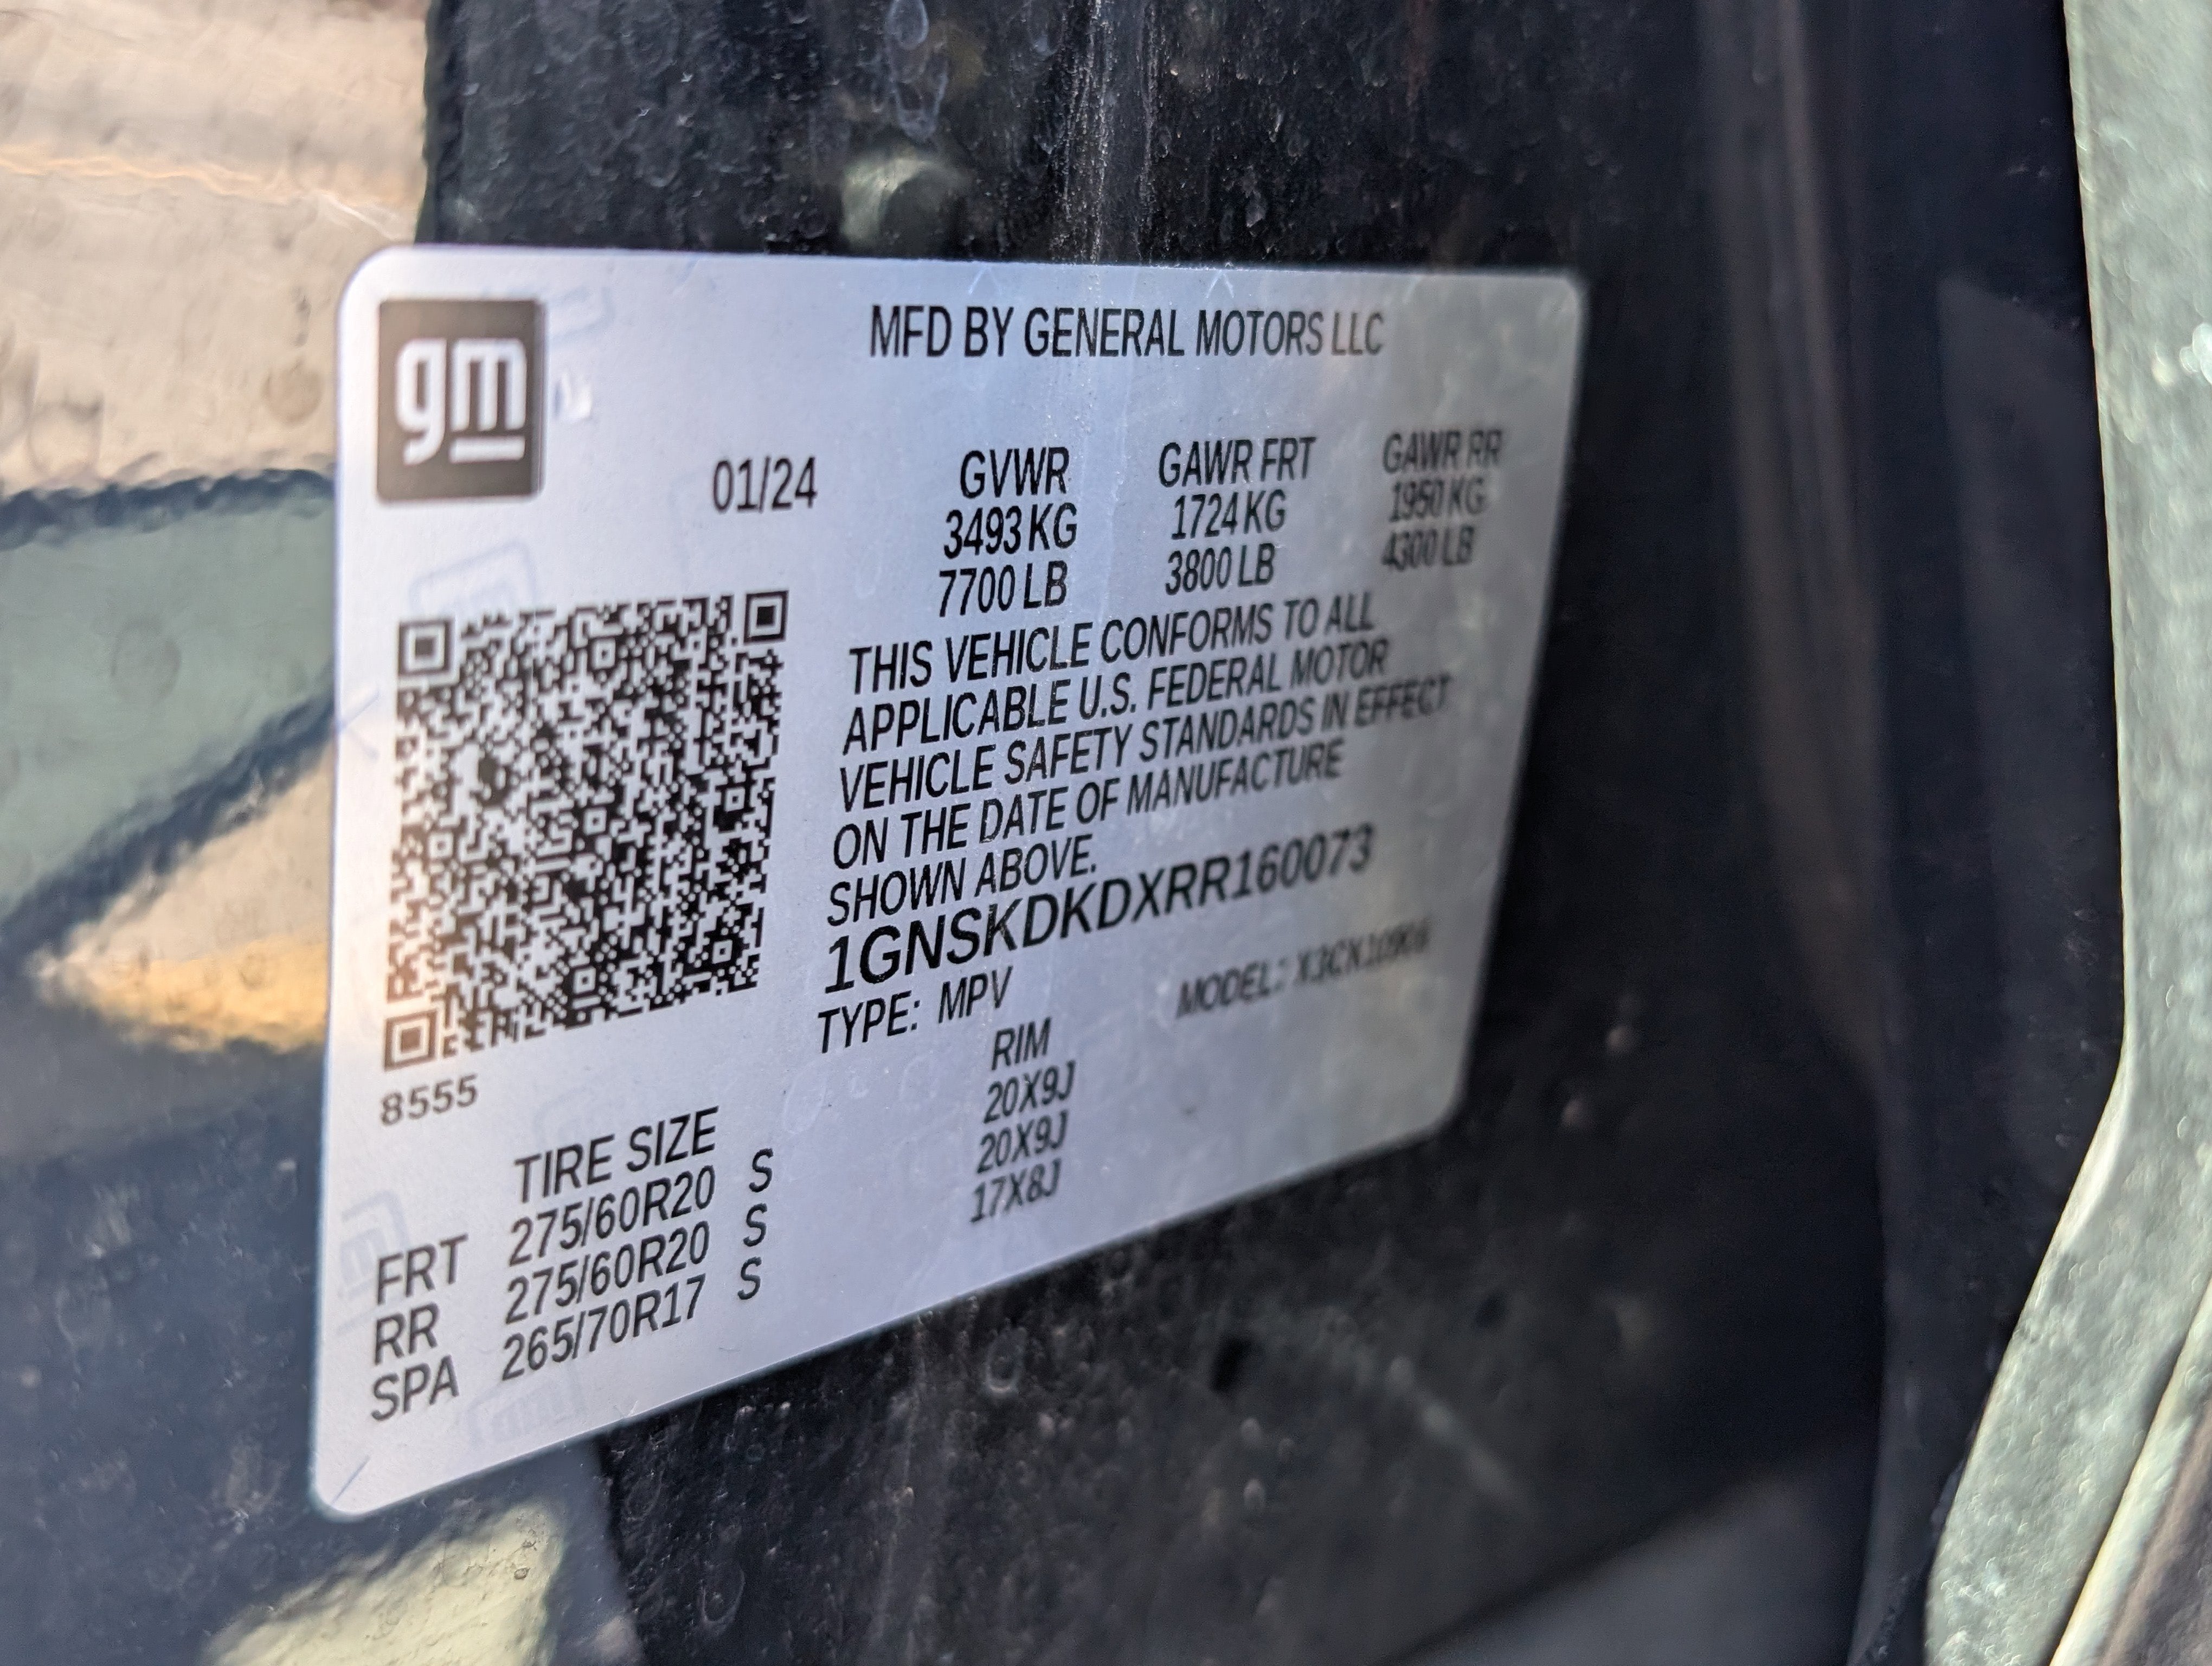 gm
MFD BY GENERAL MOTORS LLC
01/24 GVWR GAWR FRT GAWR RR
3493 KG 1724 KG 1950 KG
7700 LB 3800 LB 4300 LB
THIS VEHICLE CONFORMS TO ALL
APPLICABLE U.S. FEDERAL MOTOR
VEHICLE SAFETY STANDARDS IN EFFECT
ON THE DATE OF MANUFACTURE
SHOWN ABOVE.
1GNSKDKDXRR160073
TYPE: MPV MODEL:
8555
TIRE SIZE RIM
FRT 275/60R20 S 20X9J
RR 275/60R20 S 20X9J
SPA 265/70R17 S 17X8J